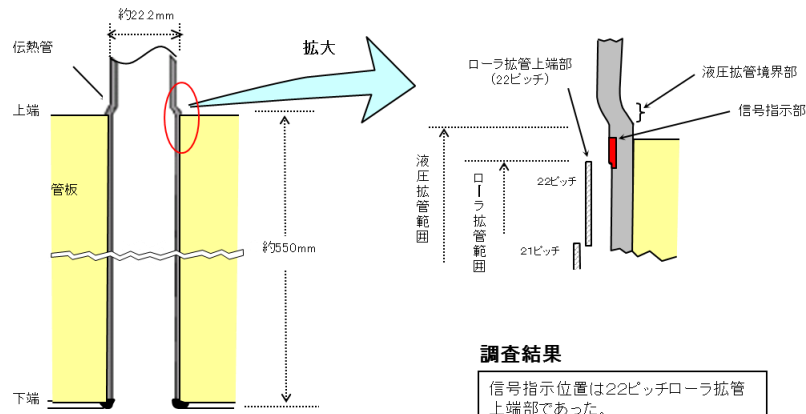 約22.2mm
伝熱管
上端
管板
約550mm
下端
拡大
ローラ拡管上端部
(22ピッチ)
液圧拡管境界部
信号指示部
液圧拡管範囲
ローラ拡管範囲
22ピッチ
21ピッチ
調査結果
信号指示位置は22ピッチローラ拡管
上端部であった。